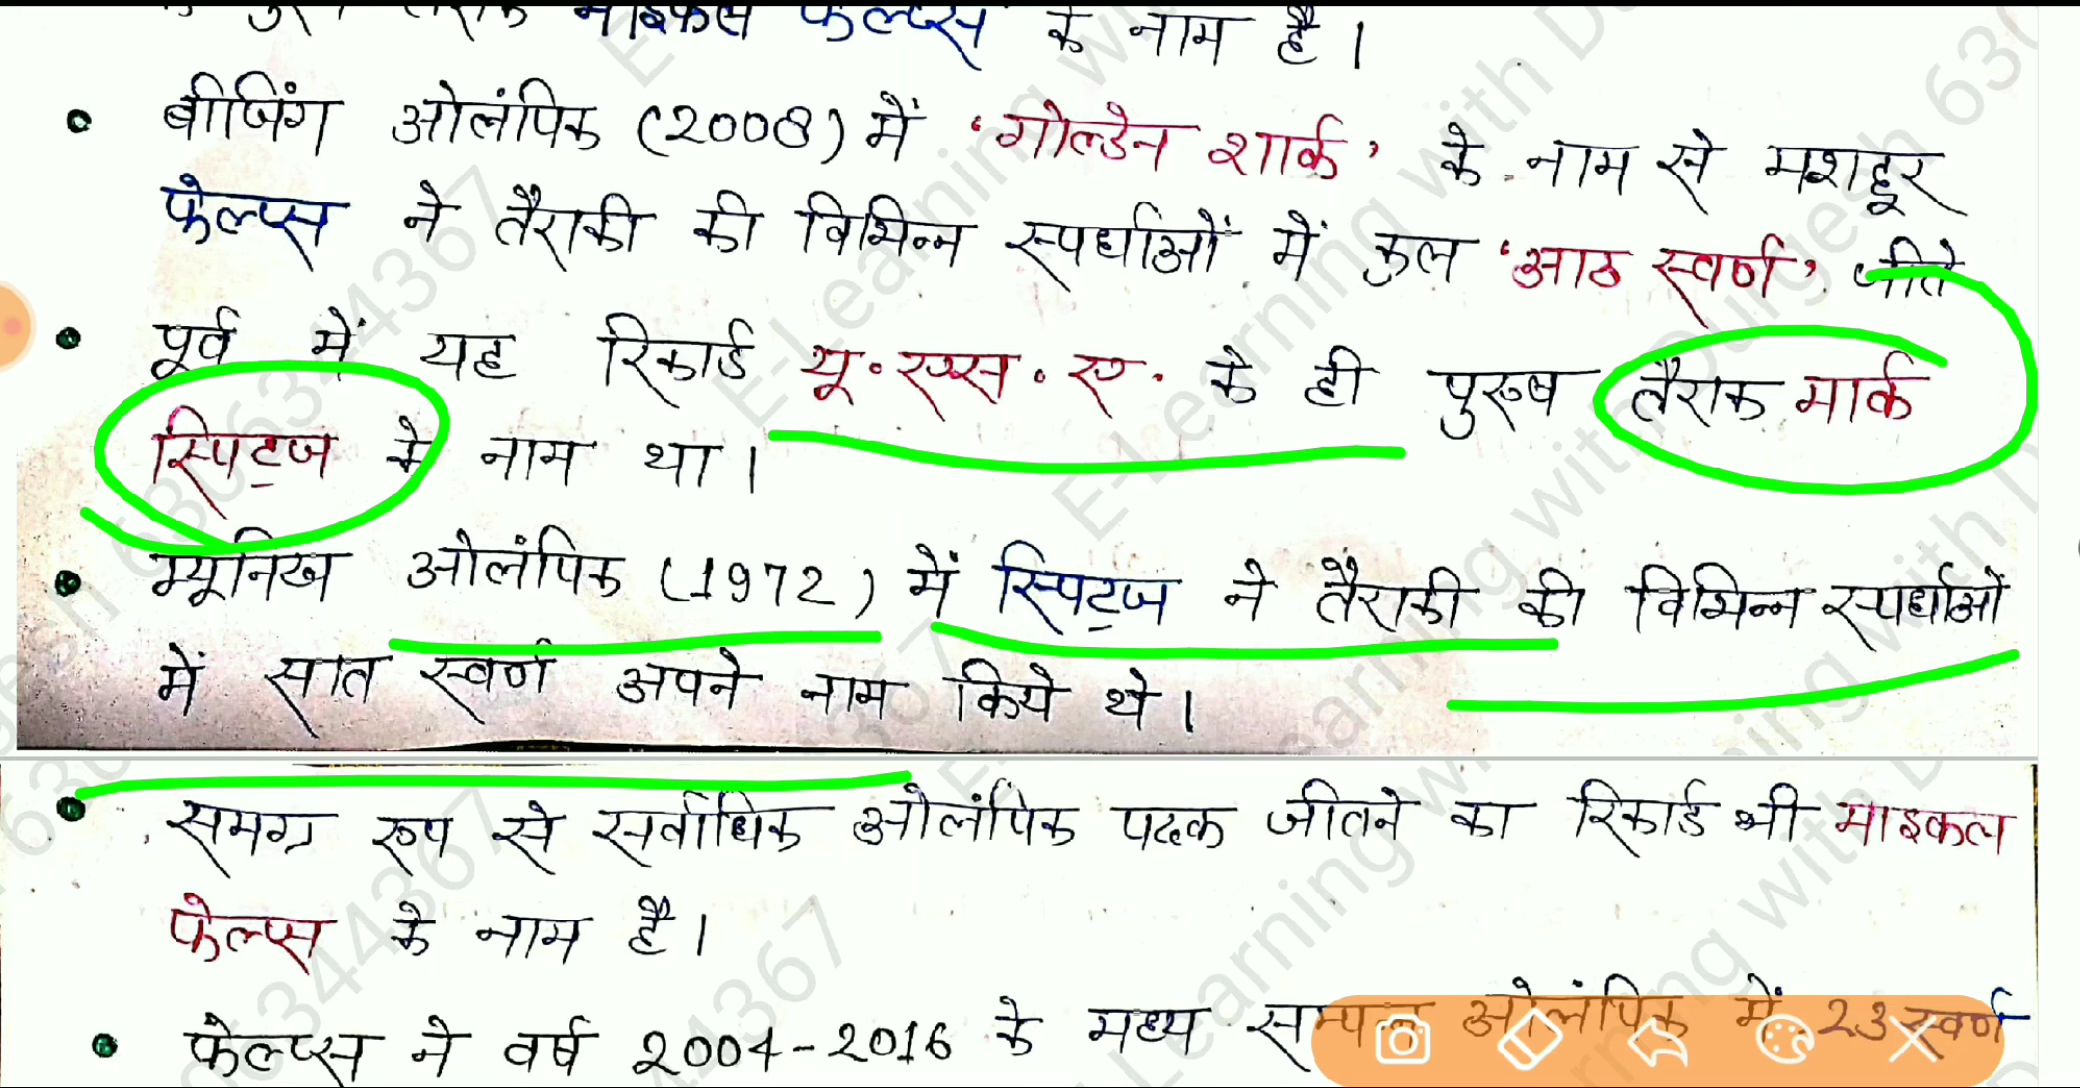 माइकल फेल्प्स के नाम है।
बीजिंग ओलंपिक (2008) में 'गोल्डेन शार्क' के नाम से मशहूर
फेल्प्स ने तैराकी की विभिन्न स्पर्धाओं में कुल 'आठ स्वर्ण' जीते
पूर्व में यह रिकार्ड यू.एस.ए. के ही पुरुष तैराक मार्क
स्पिट्ज के नाम था।
म्यूनिख ओलंपिक (1972) में स्पिट्ज ने तैराकी की विभिन्न स्पर्धाओं
में सात स्वर्ण अपने नाम किये थे।
समग्र रूप से सर्वाधिक ओलंपिक पदक जीतने का रिकार्ड भी माइकल
फेल्प्स के नाम है।
फेल्प्स ने वर्ष 2004-2016 के मध्य सम्पन्न ओलंपिक में 23 स्वर्ण